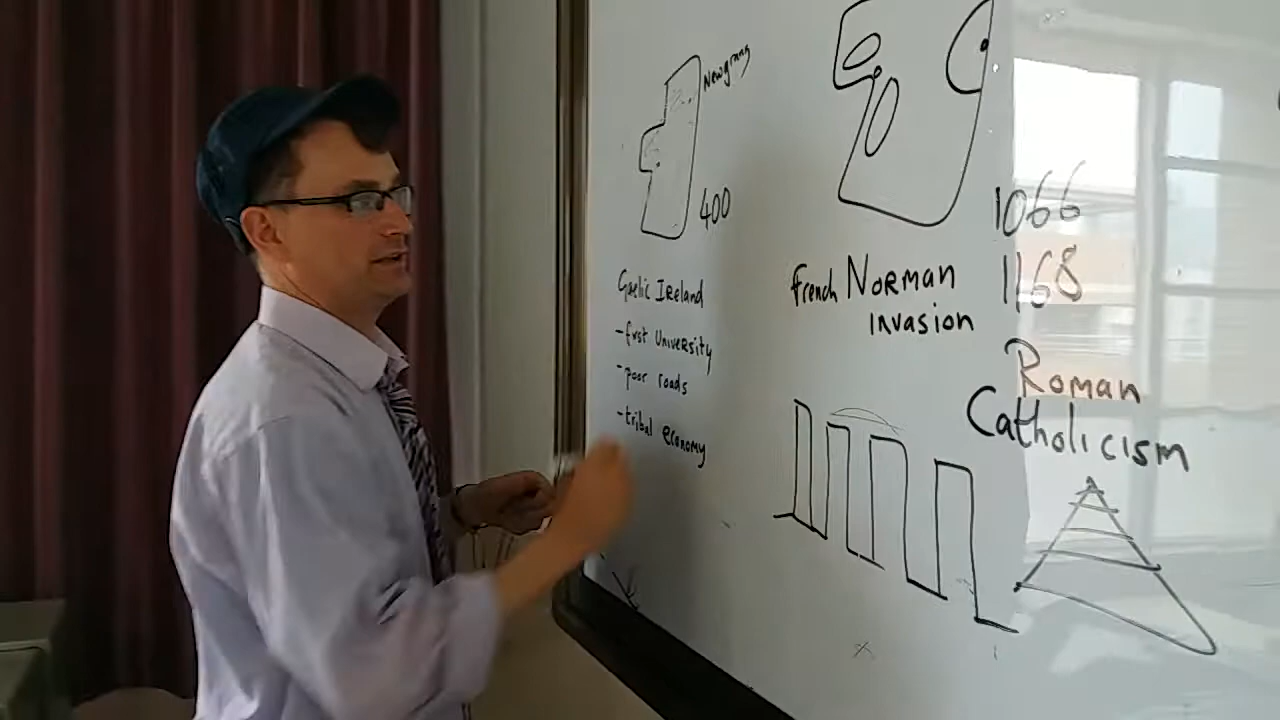 Newgrang
400
Gaelic IReland
-first University
-poor roads
-tribal economy
french NORMAN
Invasion
1066
1168
Roman
Catholicism